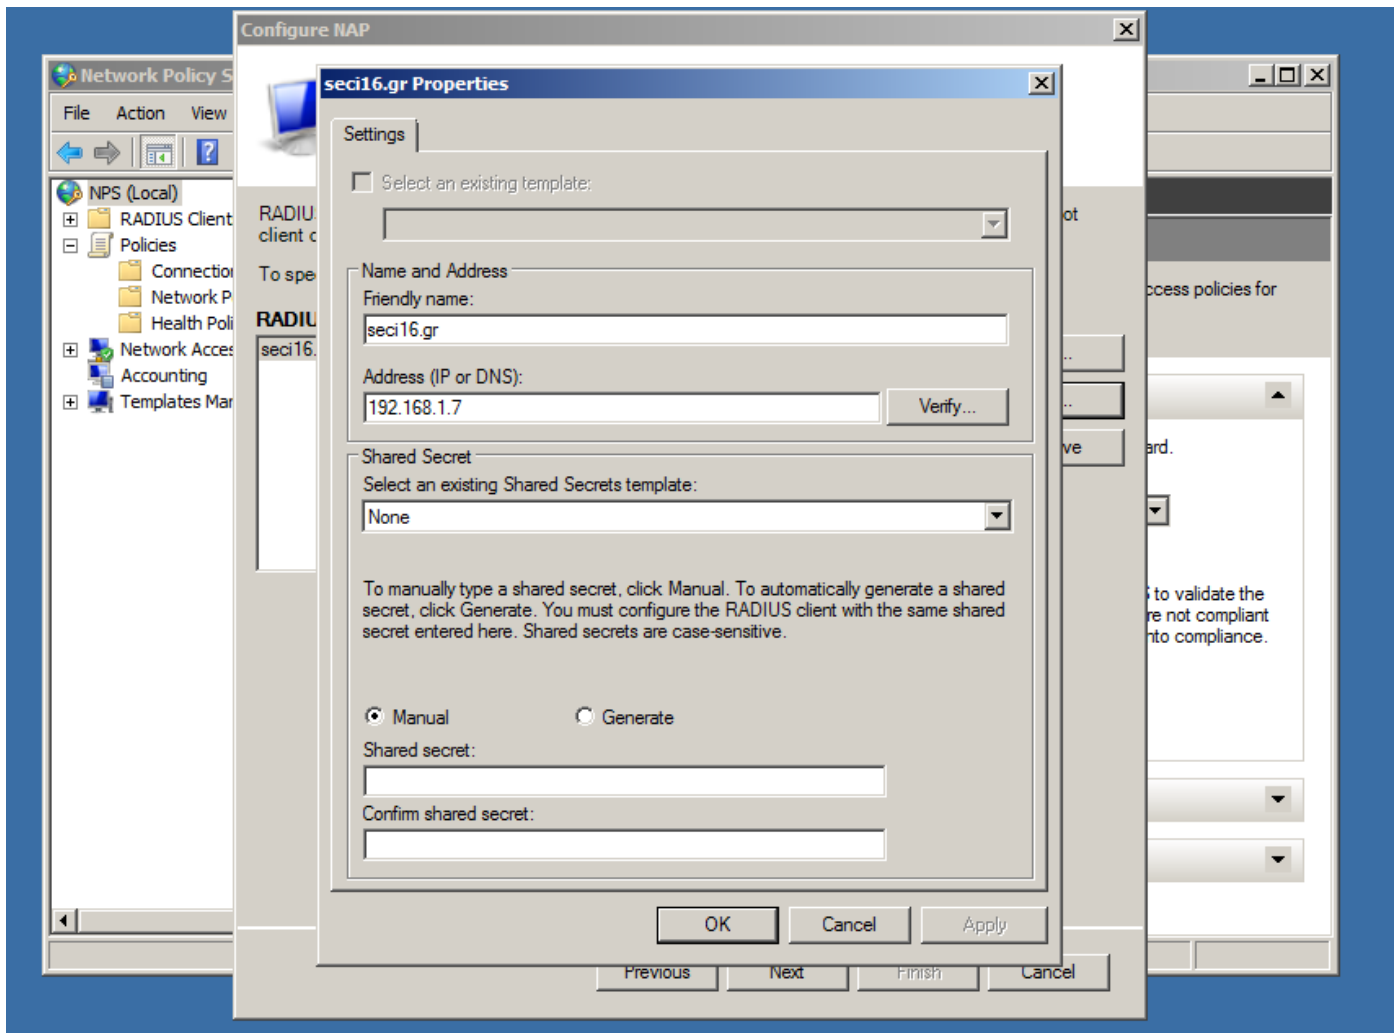 Configure NAP
Network Policy S
seci16.gr Properties
File Action View
Settings
Select an existing template:
NPS (Local)
RADIUS Client
Policies
Connection
Network P
Health Poli
Network Acces
Accounting
Templates Mar
RADIU
client c
ot
To spe
RADIU
seci16.
Name and Address
Friendly name:
seci16.gr
Address (IP or DNS):
192.168.1.7
Verify...
Shared Secret
Select an existing Shared Secrets template:
None
To manually type a shared secret, click Manual. To automatically generate a shared
secret, click Generate. You must configure the RADIUS client with the same shared
secret entered here. Shared secrets are case-sensitive.
Manual Generate
Shared secret:
Confirm shared secret:
OK Cancel Apply
..
..
ve
ccess policies for
ard.
to validate the
re not compliant
nto compliance.
Previous Next Finish Cancel